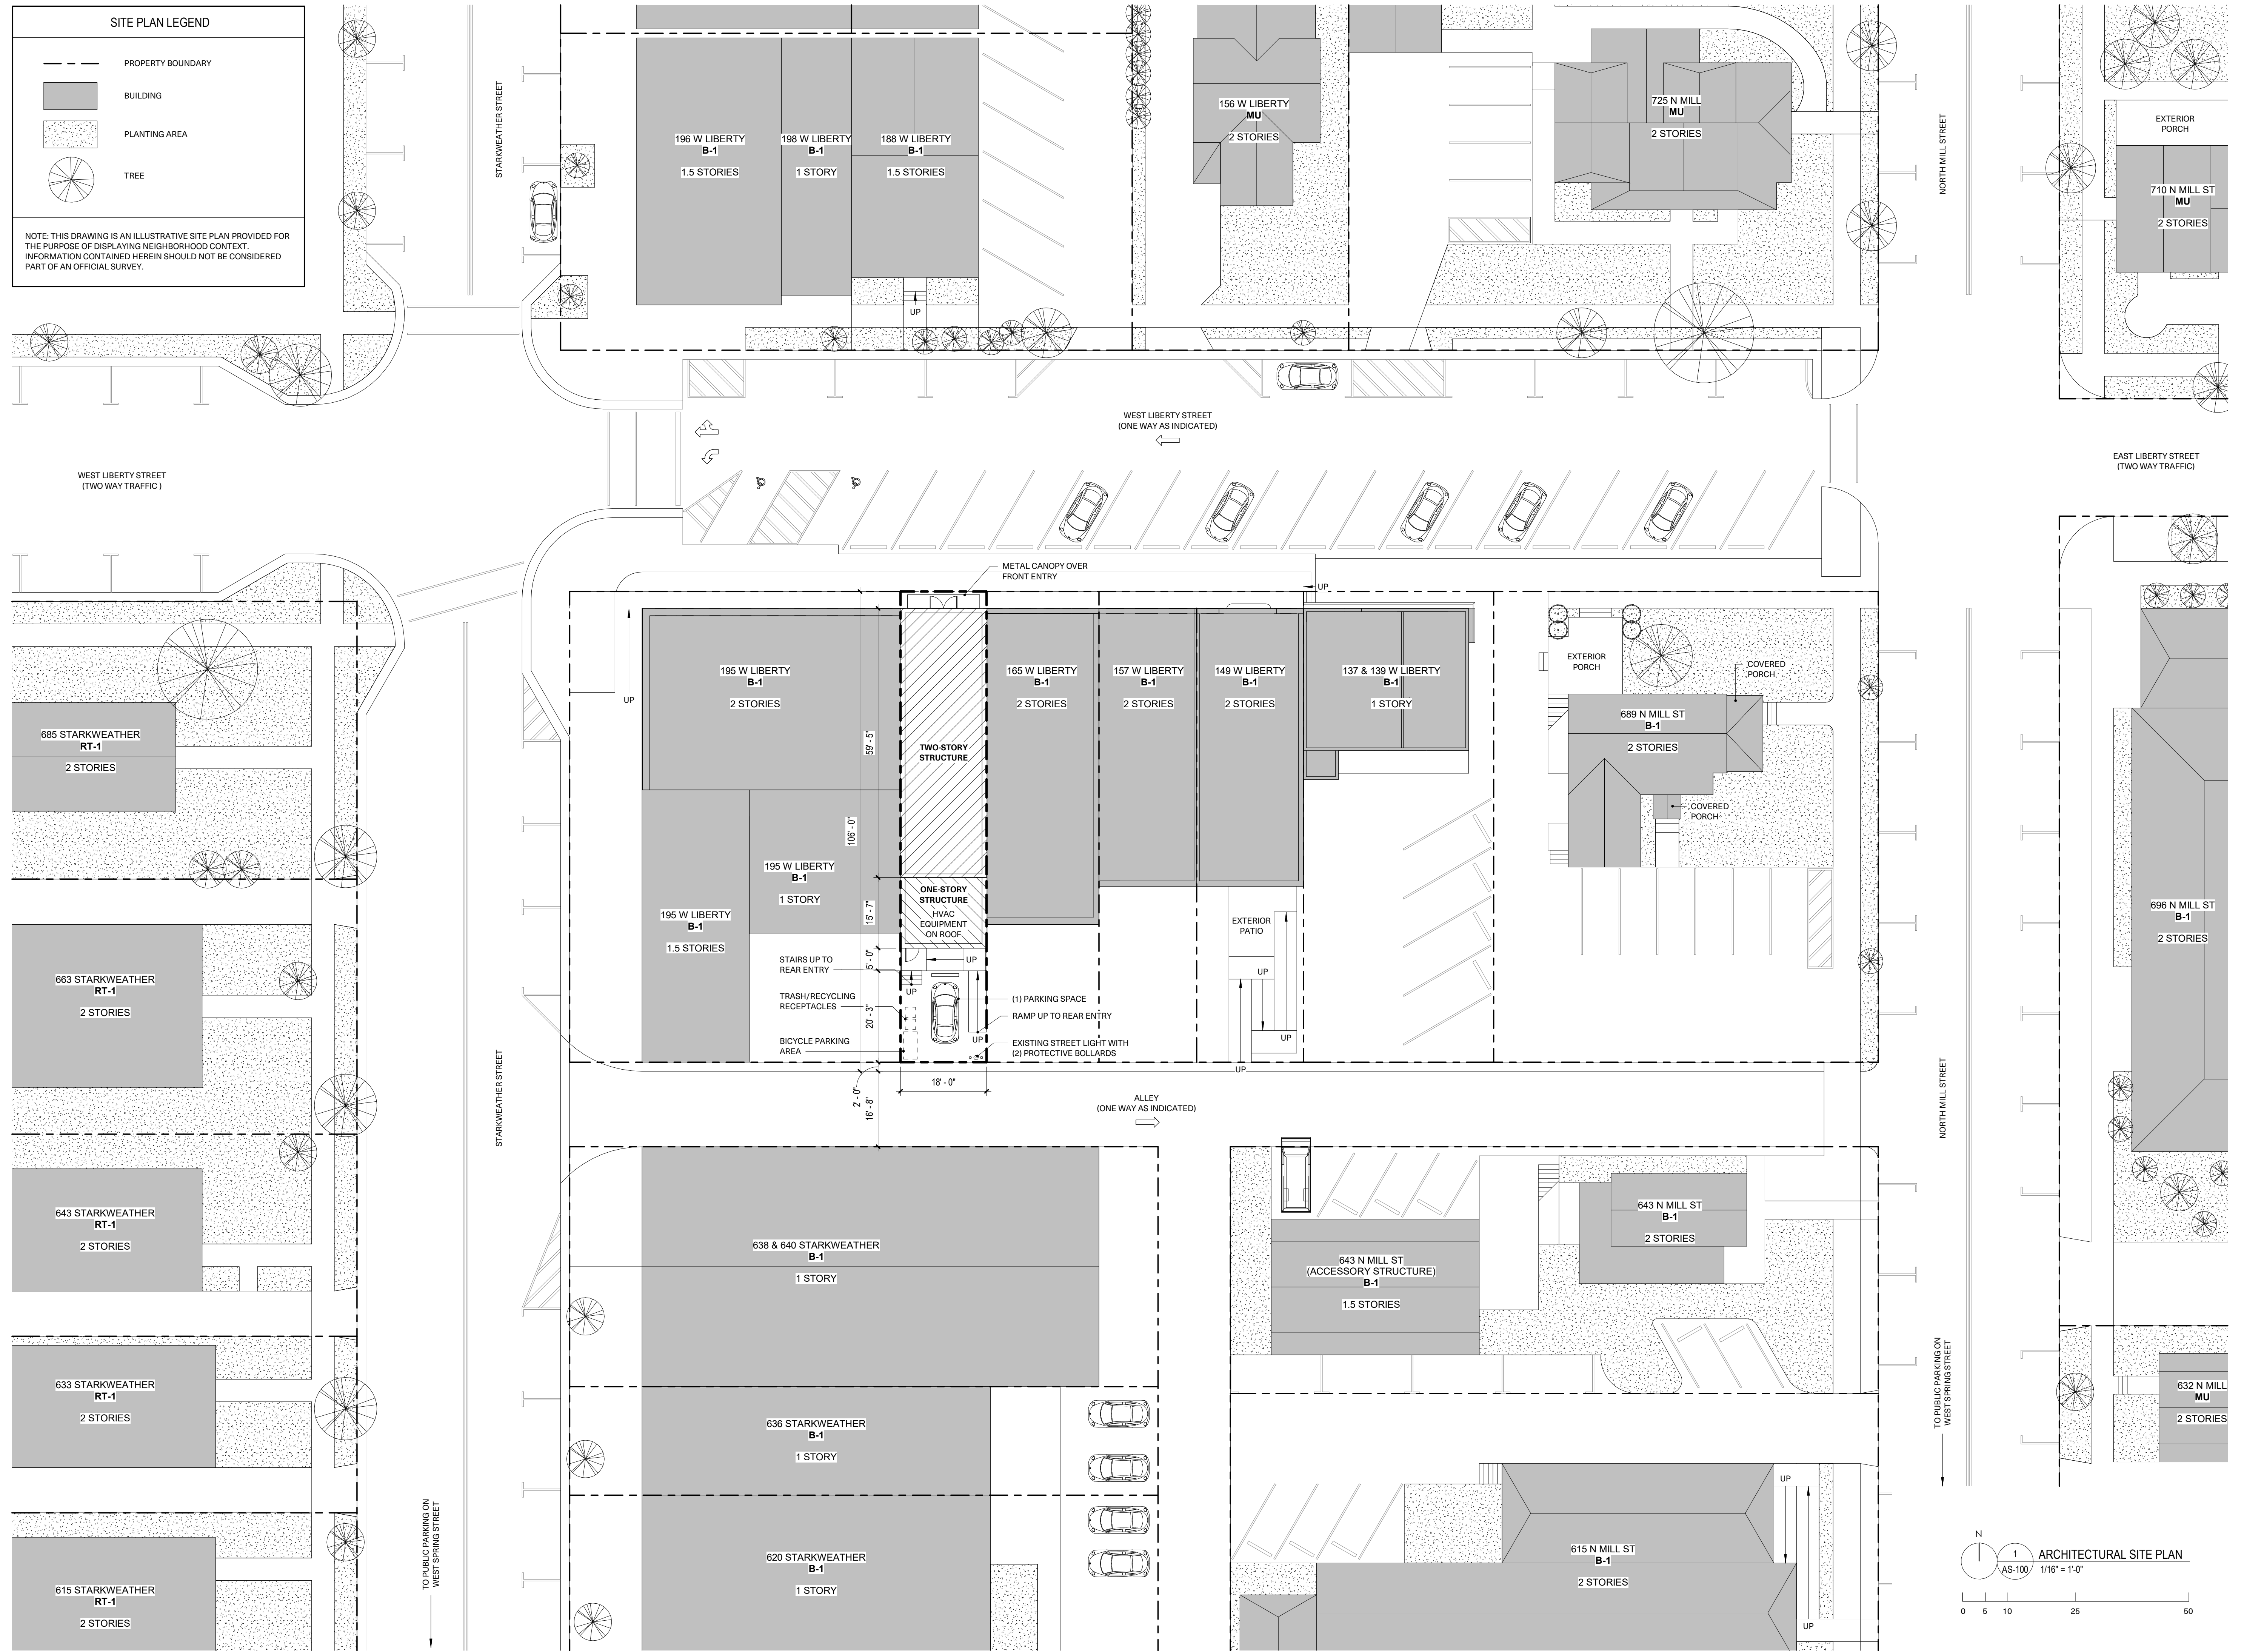 SITE PLAN LEGEND
PROPERTY BOUNDARY
BUILDING
PLANTING AREA
TREE
NOTE: THIS DRAWING IS AN ILLUSTRATIVE SITE PLAN PROVIDED FOR
THE PURPOSE OF DISPLAYING NEIGHBORHOOD CONTEXT.
INFORMATION CONTAINED HEREIN SHOULD NOT BE CONSIDERED
PART OF AN OFFICIAL SURVEY.
STARKWEATHER STREET
196 W LIBERTY
B-1
1.5 STORIES
198 W LIBERTY
B-1
1 STORY
188 W LIBERTY
B-1
1.5 STORIES
UP
156 W LIBERTY
MU
2 STORIES
725 N MILL
MU
2 STORIES
NORTH MILL STREET
EXTERIOR
PORCH
710 N MILL ST
MU
2 STORIES
WEST LIBERTY STREET
(ONE WAY AS INDICATED)
WEST LIBERTY STREET
(TWO WAY TRAFFIC )
EAST LIBERTY STREET
(TWO WAY TRAFFIC)
METAL CANOPY OVER
FRONT ENTRY
UP
UP
195 W LIBERTY
B-1
2 STORIES
165 W LIBERTY
B-1
2 STORIES
157 W LIBERTY
B-1
2 STORIES
149 W LIBERTY
B-1
2 STORIES
137 & 139 W LIBERTY
B-1
1 STORY
EXTERIOR
PORCH
COVERED
PORCH
689 N MILL ST
B-1
2 STORIES
COVERED
PORCH
685 STARKWEATHER
RT-1
2 STORIES
TWO-STORY
STRUCTURE
59' - 5"
106' - 0"
195 W LIBERTY
B-1
1 STORY
195 W LIBERTY
B-1
1.5 STORIES
ONE-STORY
STRUCTURE
HVAC
EQUIPMENT
ON ROOF
15' - 7"
5' - 0"
20' - 3"
STAIRS UP TO
REAR ENTRY
UP
UP
TRASH/RECYCLING
RECEPTACLES
(1) PARKING SPACE
RAMP UP TO REAR ENTRY
BICYCLE PARKING
AREA
UP
EXISTING STREET LIGHT WITH
(2) PROTECTIVE BOLLARDS
EXTERIOR
PATIO
UP
UP
UP
18' - 0"
2' - 0"
16' - 8"
ALLEY
(ONE WAY AS INDICATED)
696 N MILL ST
B-1
2 STORIES
663 STARKWEATHER
RT-1
2 STORIES
STARKWEATHER STREET
NORTH MILL STREET
643 STARKWEATHER
RT-1
2 STORIES
638 & 640 STARKWEATHER
B-1
1 STORY
643 N MILL ST
(ACCESSORY STRUCTURE)
B-1
1.5 STORIES
643 N MILL ST
B-1
2 STORIES
633 STARKWEATHER
RT-1
2 STORIES
636 STARKWEATHER
B-1
1 STORY
TO PUBLIC PARKING ON
WEST SPRING STREET
632 N MILL
MU
2 STORIES
TO PUBLIC PARKING ON
WEST SPRING STREET
615 STARKWEATHER
RT-1
2 STORIES
620 STARKWEATHER
B-1
1 STORY
615 N MILL ST
B-1
2 STORIES
UP
UP
N
1
AS-100
ARCHITECTURAL SITE PLAN
1/16" = 1'-0"
0 5 10 25 50